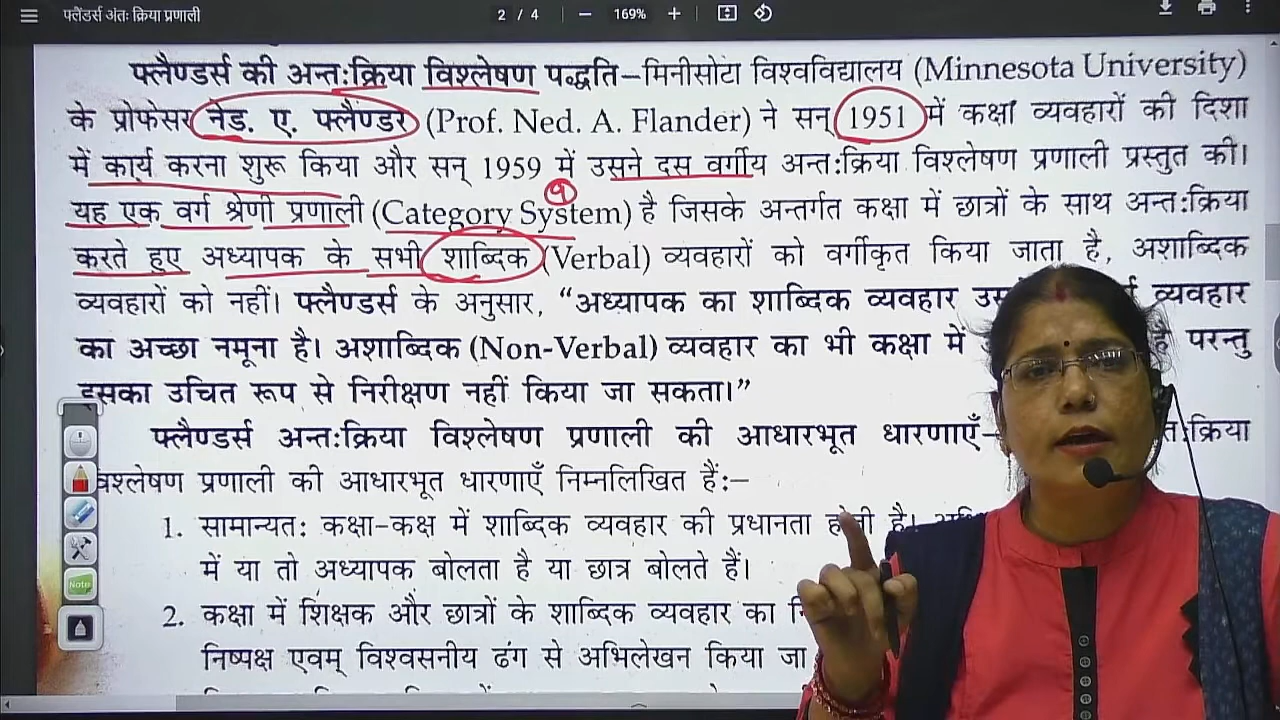 फ्लैंडर्स अंतः क्रिया प्रणाली
2 / 4
169%
फ्लैण्डर्स की अन्त:क्रिया विश्लेषण पद्धति–मिनीसोटा विश्वविद्यालय (Minnesota University)
के प्रोफेसर नेड. ए. फ्लैंडर (Prof. Ned. A. Flander) ने सन् 1951 में कक्षा व्यवहारों की दिशा
में कार्य करना शुरू किया और सन् 1959 में उसने दस वर्गीय अन्त:क्रिया विश्लेषण प्रणाली प्रस्तुत की।
यह एक वर्ग श्रेणी प्रणाली (Category System) है जिसके अन्तर्गत कक्षा में छात्रों के साथ अन्त:क्रिया
करते हुए अध्यापक के सभी शाब्दिक (Verbal) व्यवहारों को वर्गीकृत किया जाता है, अशाब्दिक
व्यवहारों को नहीं। फ्लैण्डर्स के अनुसार, “अध्यापक का शाब्दिक व्यवहार व्यवहार
का अच्छा नमूना है। अशाब्दिक (Non-Verbal) व्यवहार का भी कक्षा में है परन्तु
इसका उचित रूप से निरीक्षण नहीं किया जा सकता।”
फ्लैण्डर्स अन्त:क्रिया विश्लेषण प्रणाली की आधारभूत धारणाएँ–
विश्लेषण प्रणाली की आधारभूत धारणाएँ निम्नलिखित हैं:–
1. सामान्यत: कक्षा-कक्ष में शाब्दिक व्यवहार की प्रधानता होती है।
में या तो अध्यापक बोलता है या छात्र बोलते हैं।
2. कक्षा में शिक्षक और छात्रों के शाब्दिक व्यवहार का
निष्पक्ष एवम् विश्वसनीय ढंग से अभिलेखन किया जा
Note